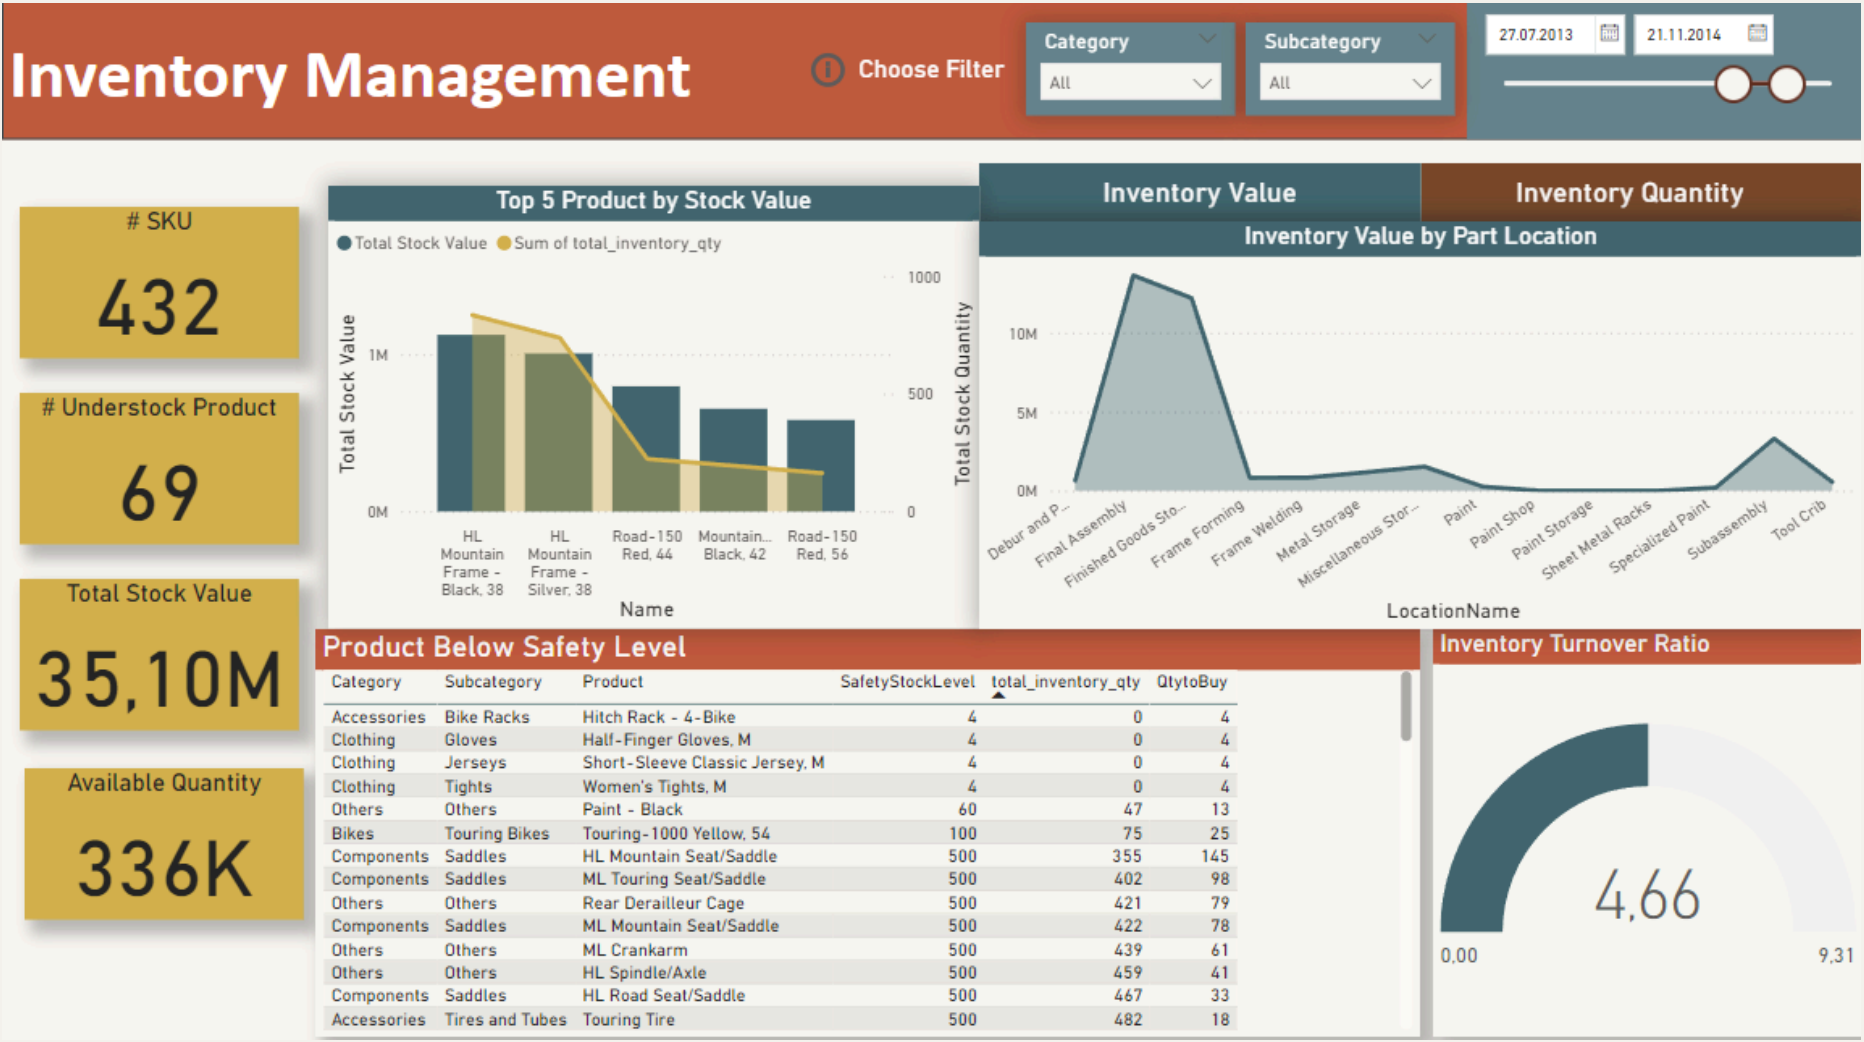 Inventory Management
Choose Filter
Category
All
Subcategory
All
27.07.2013
21.11.2014
# SKU
432
# Understock Product
69
Total Stock Value
35,10M
Available Quantity
336K
Top 5 Product by Stock Value
Total Stock Value Sum of total_inventory_qty
Total Stock Value
1M
0M
1000
500
0
Total Stock Quantity
HL Mountain Frame - Black, 38
HL Mountain Frame - Silver, 38
Road-150 Red, 44
Mountain... Black, 42
Road-150 Red, 56
Name
Inventory Value
Inventory Quantity
Inventory Value by Part Location
10M
5M
0M
Debur and P...
Final Assembly
Finished Goods Sto...
Frame Forming
Frame Welding
Metal Storage
Miscellaneous Stor...
Paint
Paint Shop
Paint Storage
Sheet Metal Racks
Specialized Paint
Subassembly
Tool Crib
LocationName
Product Below Safety Level
Category Subcategory Product SafetyStockLevel total_inventory_qty QtytoBuy
Accessories Bike Racks Hitch Rack - 4-Bike 4 0 4
Clothing Gloves Half-Finger Gloves, M 4 0 4
Clothing Jerseys Short-Sleeve Classic Jersey, M 4 0 4
Clothing Tights Women's Tights, M 4 0 4
Others Others Paint - Black 60 47 13
Bikes Touring Bikes Touring-1000 Yellow, 54 100 75 25
Components Saddles HL Mountain Seat/Saddle 500 355 145
Components Saddles ML Touring Seat/Saddle 500 402 98
Others Others Rear Derailleur Cage 500 421 79
Components Saddles ML Mountain Seat/Saddle 500 422 78
Others Others ML Crankarm 500 439 61
Others Others HL Spindle/Axle 500 459 41
Components Saddles HL Road Seat/Saddle 500 467 33
Accessories Tires and Tubes Touring Tire 500 482 18
Inventory Turnover Ratio
4,66
0,00
9,31